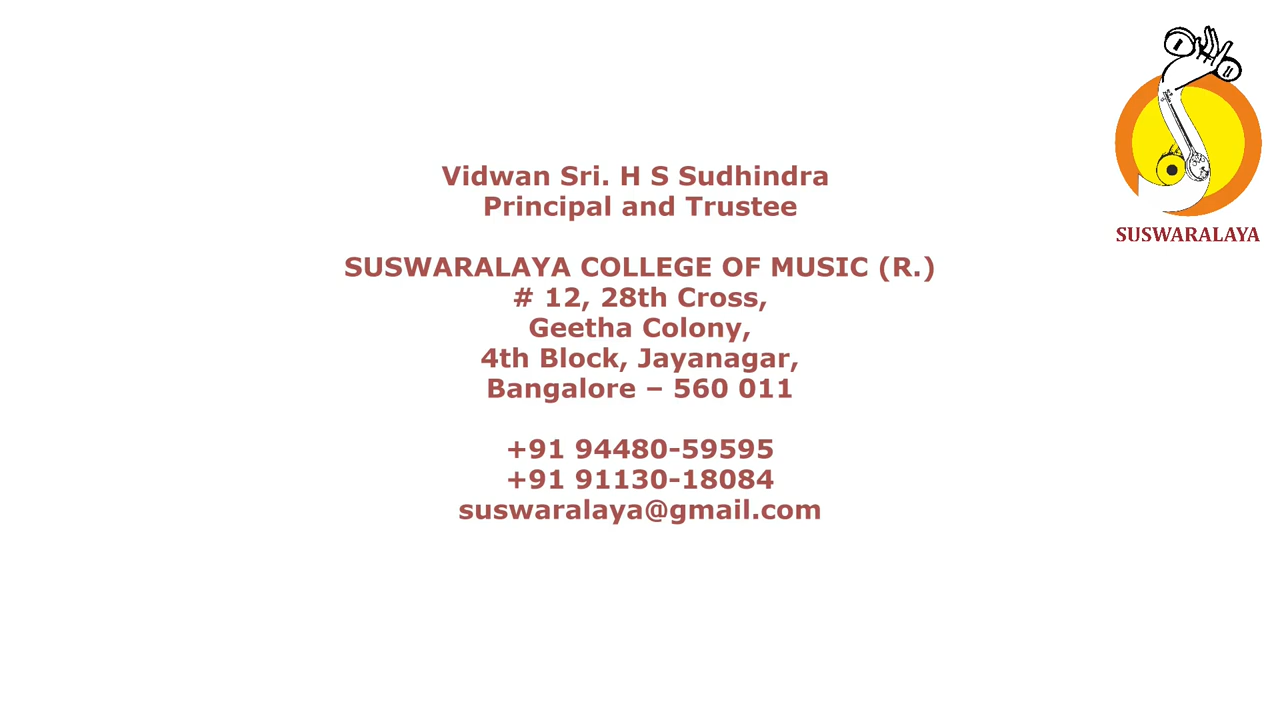 Vidwan Sri. H S Sudhindra
Principal and Trustee
SUSWARALAYA COLLEGE OF MUSIC (R.)
# 12, 28th Cross,
Geetha Colony,
4th Block, Jayanagar,
Bangalore – 560 011
+91 94480-59595
+91 91130-18084
suswaralaya@gmail.com
SUSWARALAYA